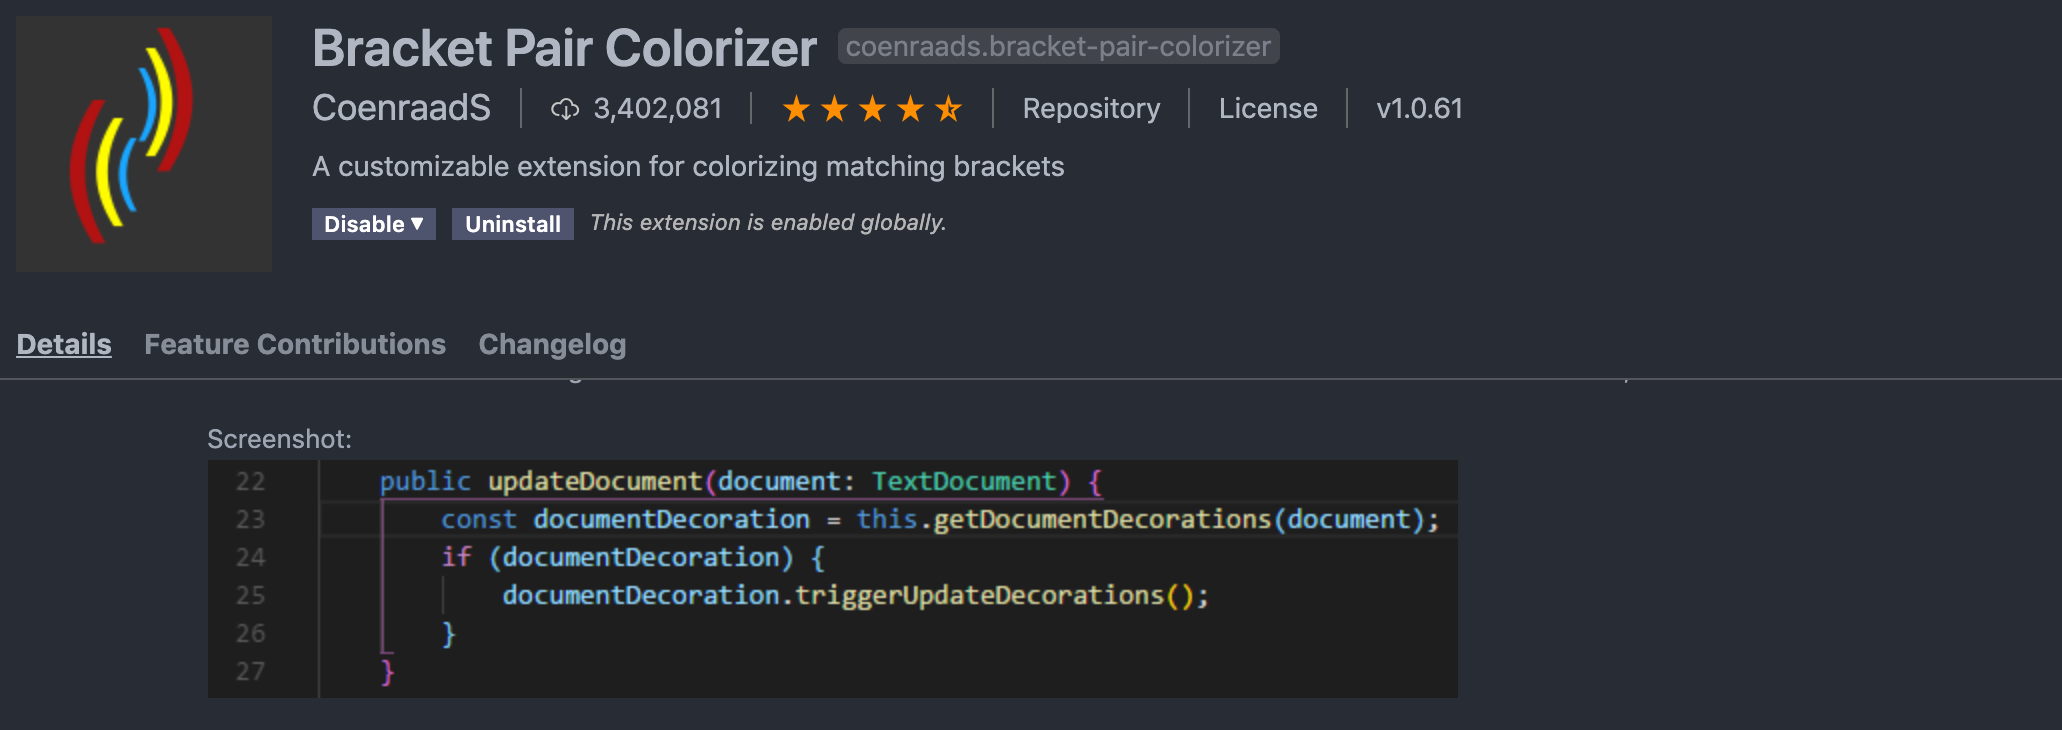 Bracket Pair Colorizer coenraads.bracket-pair-colorizer
CoenraadS 3,402,081 Repository License v1.0.61
A customizable extension for colorizing matching brackets
Disable ▼ Uninstall This extension is enabled globally.
Details Feature Contributions Changelog
Screenshot:
22 public updateDocument(document: TextDocument) {
23 const documentDecoration = this.getDocumentDecorations(document);
24 if (documentDecoration) {
25 documentDecoration.triggerUpdateDecorations();
26 }
27 }